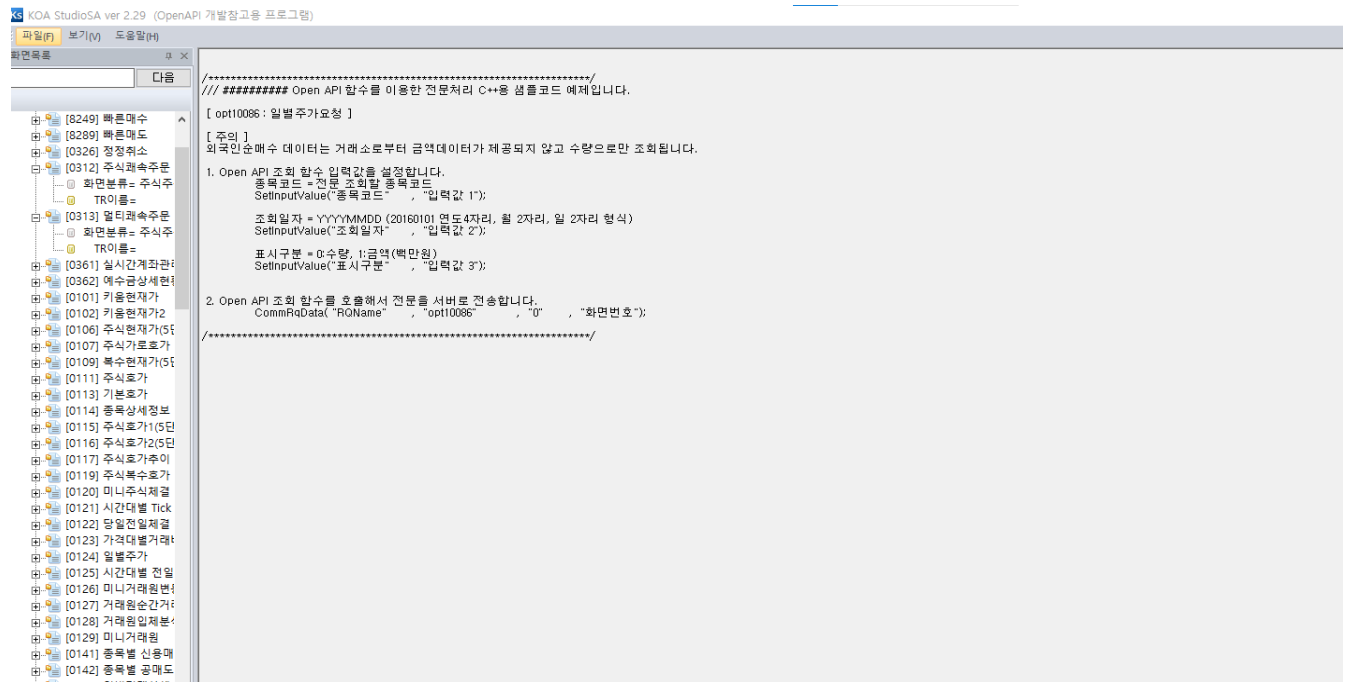 KOA StudioSA ver 2.29 (OpenAPI 개발참고용 프로그램)
파일(F) 보기(V) 도움말(H)
화면목록
다음
[8249] 빠른매수
[8289] 빠른매도
[0326] 정정취소
[0312] 주식쾌속주문
화면분류= 주식주
TR이름=
[0313] 멀티쾌속주문
화면분류= 주식주
TR이름=
[0361] 실시간계좌관리
[0362] 예수금상세현황
[0101] 키움현재가
[0102] 키움현재가2
[0106] 주식현재가(5단
[0107] 주식가로호가
[0109] 복수현재가(5단
[0111] 주식호가
[0113] 기본호가
[0114] 종목상세정보
[0115] 주식호가1(5단
[0116] 주식호가2(5단
[0117] 주식호가추이
[0119] 주식복수호가
[0120] 미니주식체결
[0121] 시간대별 Tick
[0122] 당일전일체결
[0123] 가격대별거래비
[0124] 일별주가
[0125] 시간대별 전일
[0126] 미니거래원변동
[0127] 거래원순간거래
[0128] 거래원입체분석
[0129] 미니거래원
[0141] 종목별 신용매
[0142] 종목별 공매도
/********************************************************************/
/// ########## Open API 함수를 이용한 전문처리 C++용 샘플코드 예제입니다.
[ opt10086 : 일별주가요청 ]
[ 주의 ]
외국인순매수 데이터는 거래소로부터 금액데이터가 제공되지 않고 수량으로만 조회됩니다.
1. Open API 조회 함수 입력값을 설정합니다.
종목코드 = 전문 조회할 종목코드
SetInputValue("종목코드" , "입력값 1");
조회일자 = YYYYMMDD (20160101 연도4자리, 월 2자리, 일 2자리 형식)
SetInputValue("조회일자" , "입력값 2");
표시구분 = 0:수량, 1:금액(백만원)
SetInputValue("표시구분" , "입력값 3");
2. Open API 조회 함수를 호출해서 전문을 서버로 전송합니다.
CommRqData( "RQName" , "opt10086" , "0" , "화면번호");
/********************************************************************/